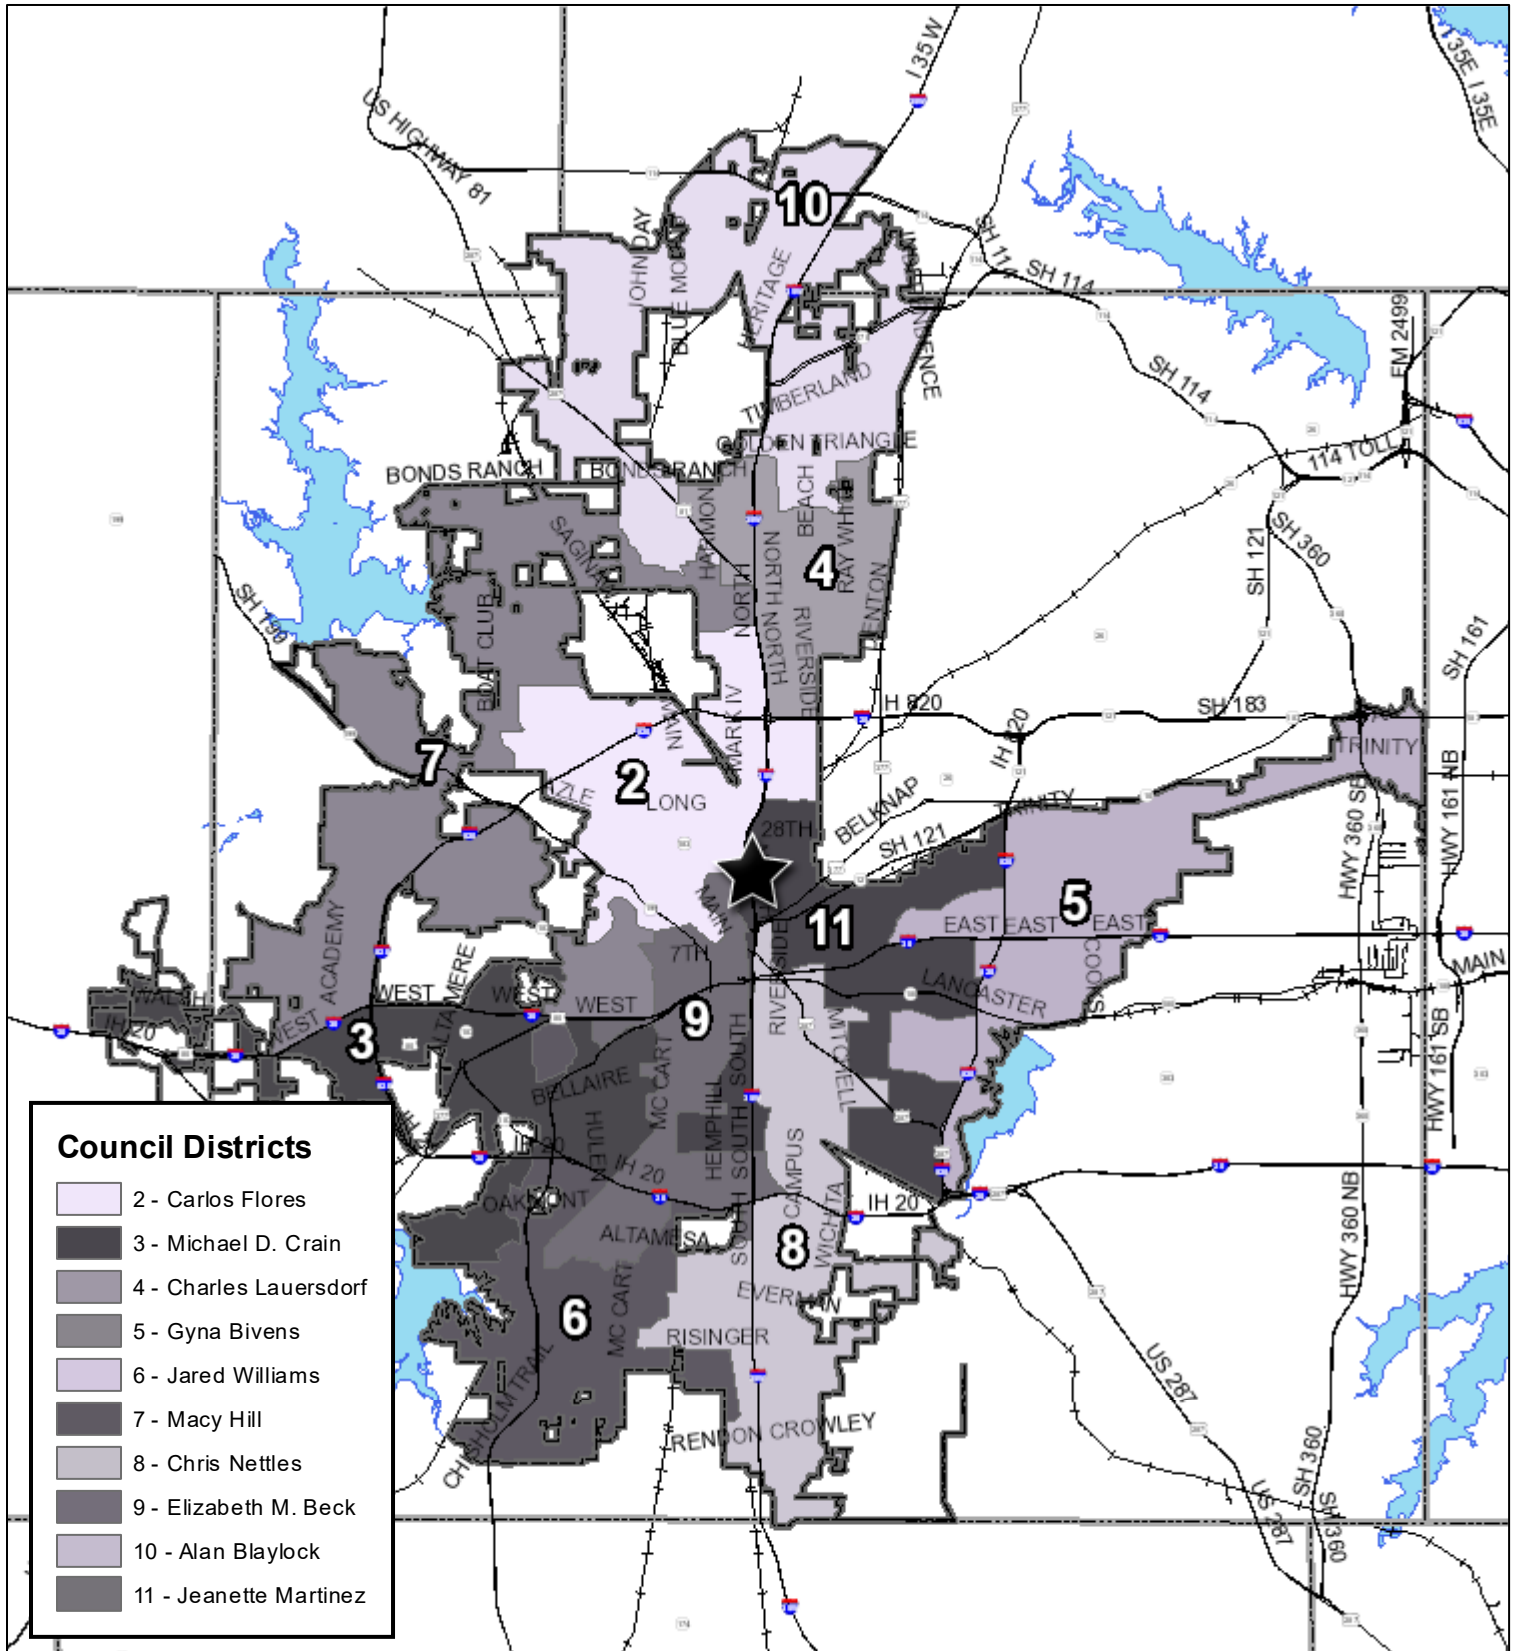 I 35W
I 35E
I 35E
US HIGHWAY 81
10
JOHN DAY
BLUE MOUND
HERITAGE
SH 114
SH 114
FM 2499
TIMBERLAND
SH 114
GOLDEN TRIANGLE
114 TOLL
BONDS RANCH
BONDS RANCH
HARMON
BEACH
RAY WHITE
SAGINAW
4
SH 121
SH 360
SH 199
BOAT CLUB
NORTH
NORTH
NORTH
RIVERSIDE
DENTON
SH 161
MARK IV
IH 820
IH 820
SH 183
TRINITY
7
2
AZLE
LONG
BELKNAP
TRINITY
28TH
SH 121
HWY 360 SB
HWY 161 NB
MAIN
11
5
EAST
EAST
EAST
ACADEMY
7TH
RIVERSIDE
LANCASTER
COOKS
MAIN
WALSH
WEST
ALTAMERE
WEST
WEST
IH 20
WEST
3
9
BELLAIRE
MC CART
SOUTH
SOUTH
HEMPHILL
MITCHELL
HWY 161 SB
HULEN
IH 20
IH 20
CAMPUS
OAKMONT
ALTAMESA
SOUTH
WICHITA
IH 20
8
HWY 360 NB
EVERMAN
6
MC CART
RISINGER
CHISHOLM TRAIL
US 287
RENDON CROWLEY
SH 360
US 287
SH 360
Council Districts
2 - Carlos Flores
3 - Michael D. Crain
4 - Charles Lauersdorf
5 - Gyna Bivens
6 - Jared Williams
7 - Macy Hill
8 - Chris Nettles
9 - Elizabeth M. Beck
10 - Alan Blaylock
11 - Jeanette Martinez